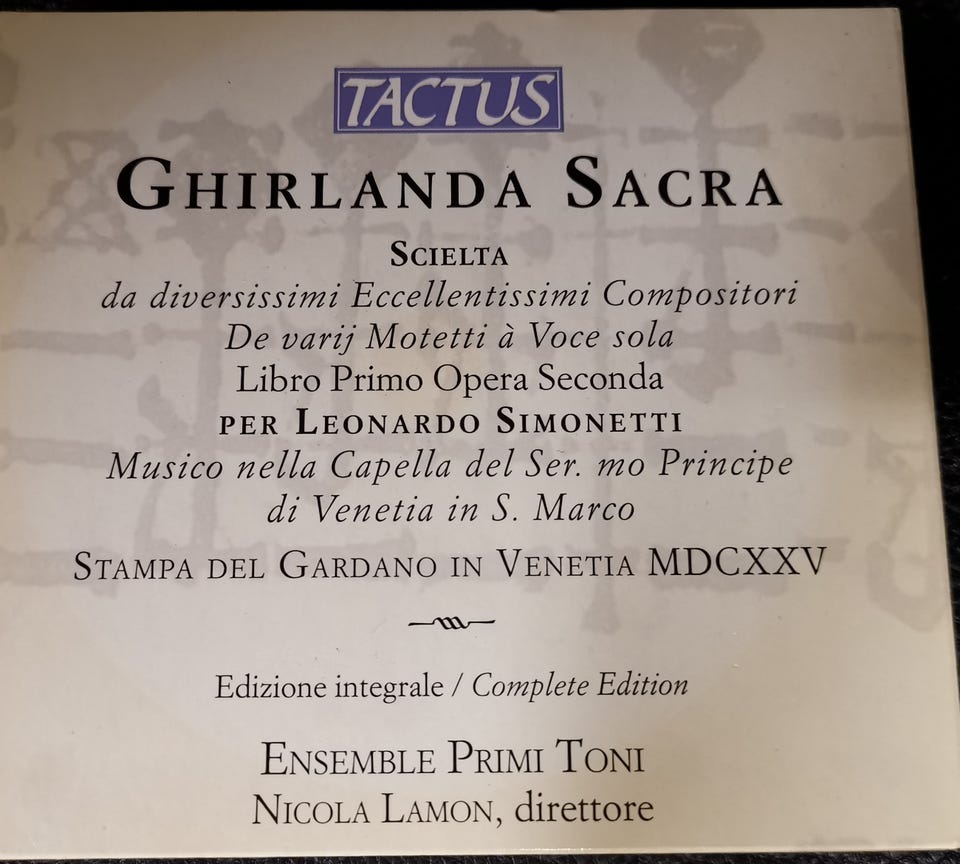 TACTUS
GHIRLANDA SACRA
SCIELTA
da diversissimi Eccellentissimi Compositori
De varij Motetti à Voce sola
Libro Primo Opera Seconda
PER LEONARDO SIMONETTI
Musico nella Capella del Ser. mo Principe
di Venetia in S. Marco
STAMPA DEL GARDANO IN VENETIA MDCXXV
Edizione integrale / Complete Edition
ENSEMBLE PRIMI TONI
NICOLA LAMON, direttore